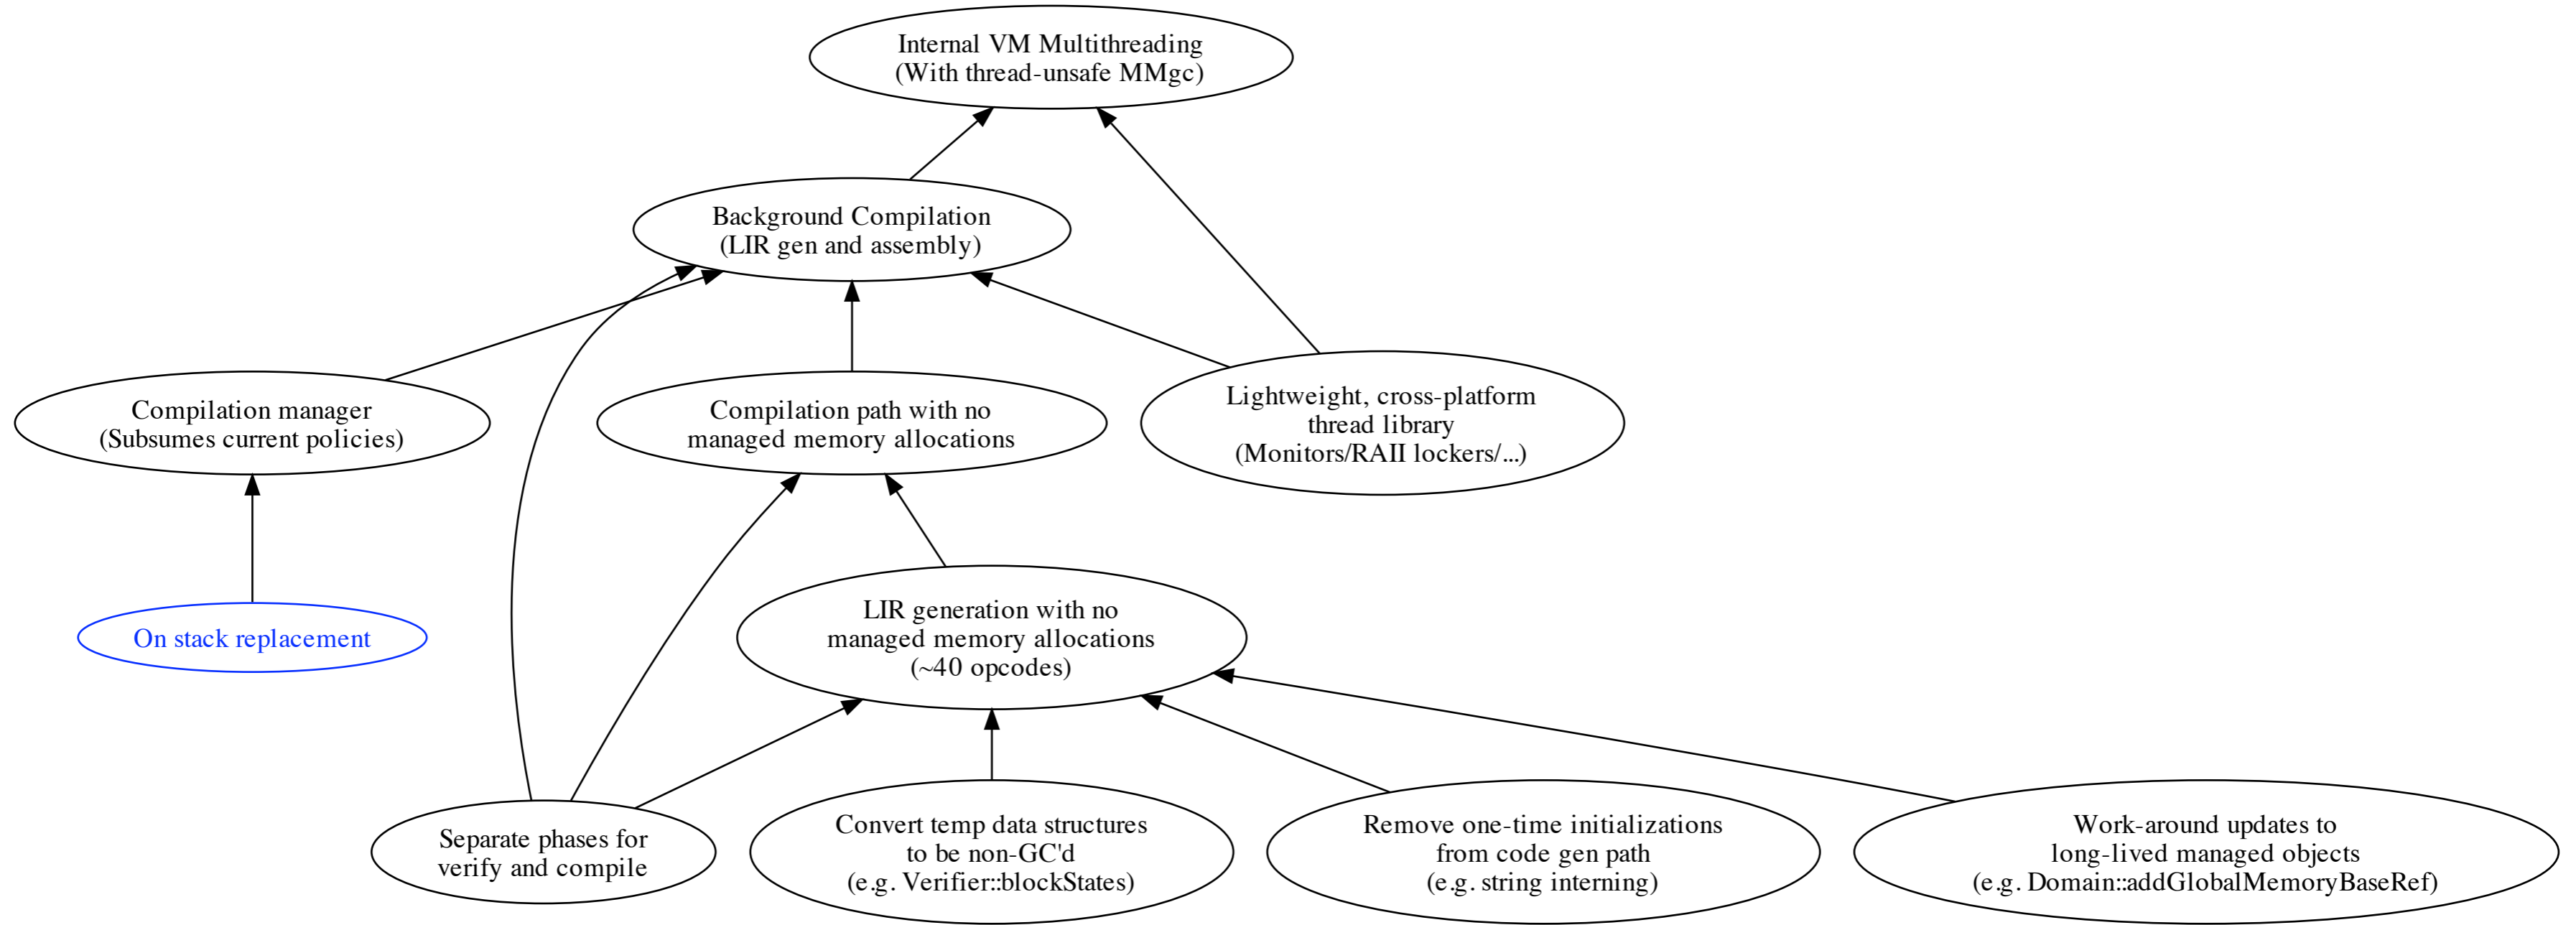 Internal VM Multithreading
(With thread-unsafe MMgc)
Background Compilation
(LIR gen and assembly)
Compilation manager
(Subsumes current policies)
Compilation path with no
managed memory allocations
Lightweight, cross-platform
thread library
(Monitors/RAII lockers/...)
On stack replacement
LIR generation with no
managed memory allocations
(~40 opcodes)
Separate phases for
verify and compile
Convert temp data structures
to be non-GC'd
(e.g. Verifier::blockStates)
Remove one-time initializations
from code gen path
(e.g. string interning)
Work-around updates to
long-lived managed objects
(e.g. Domain::addGlobalMemoryBaseRef)